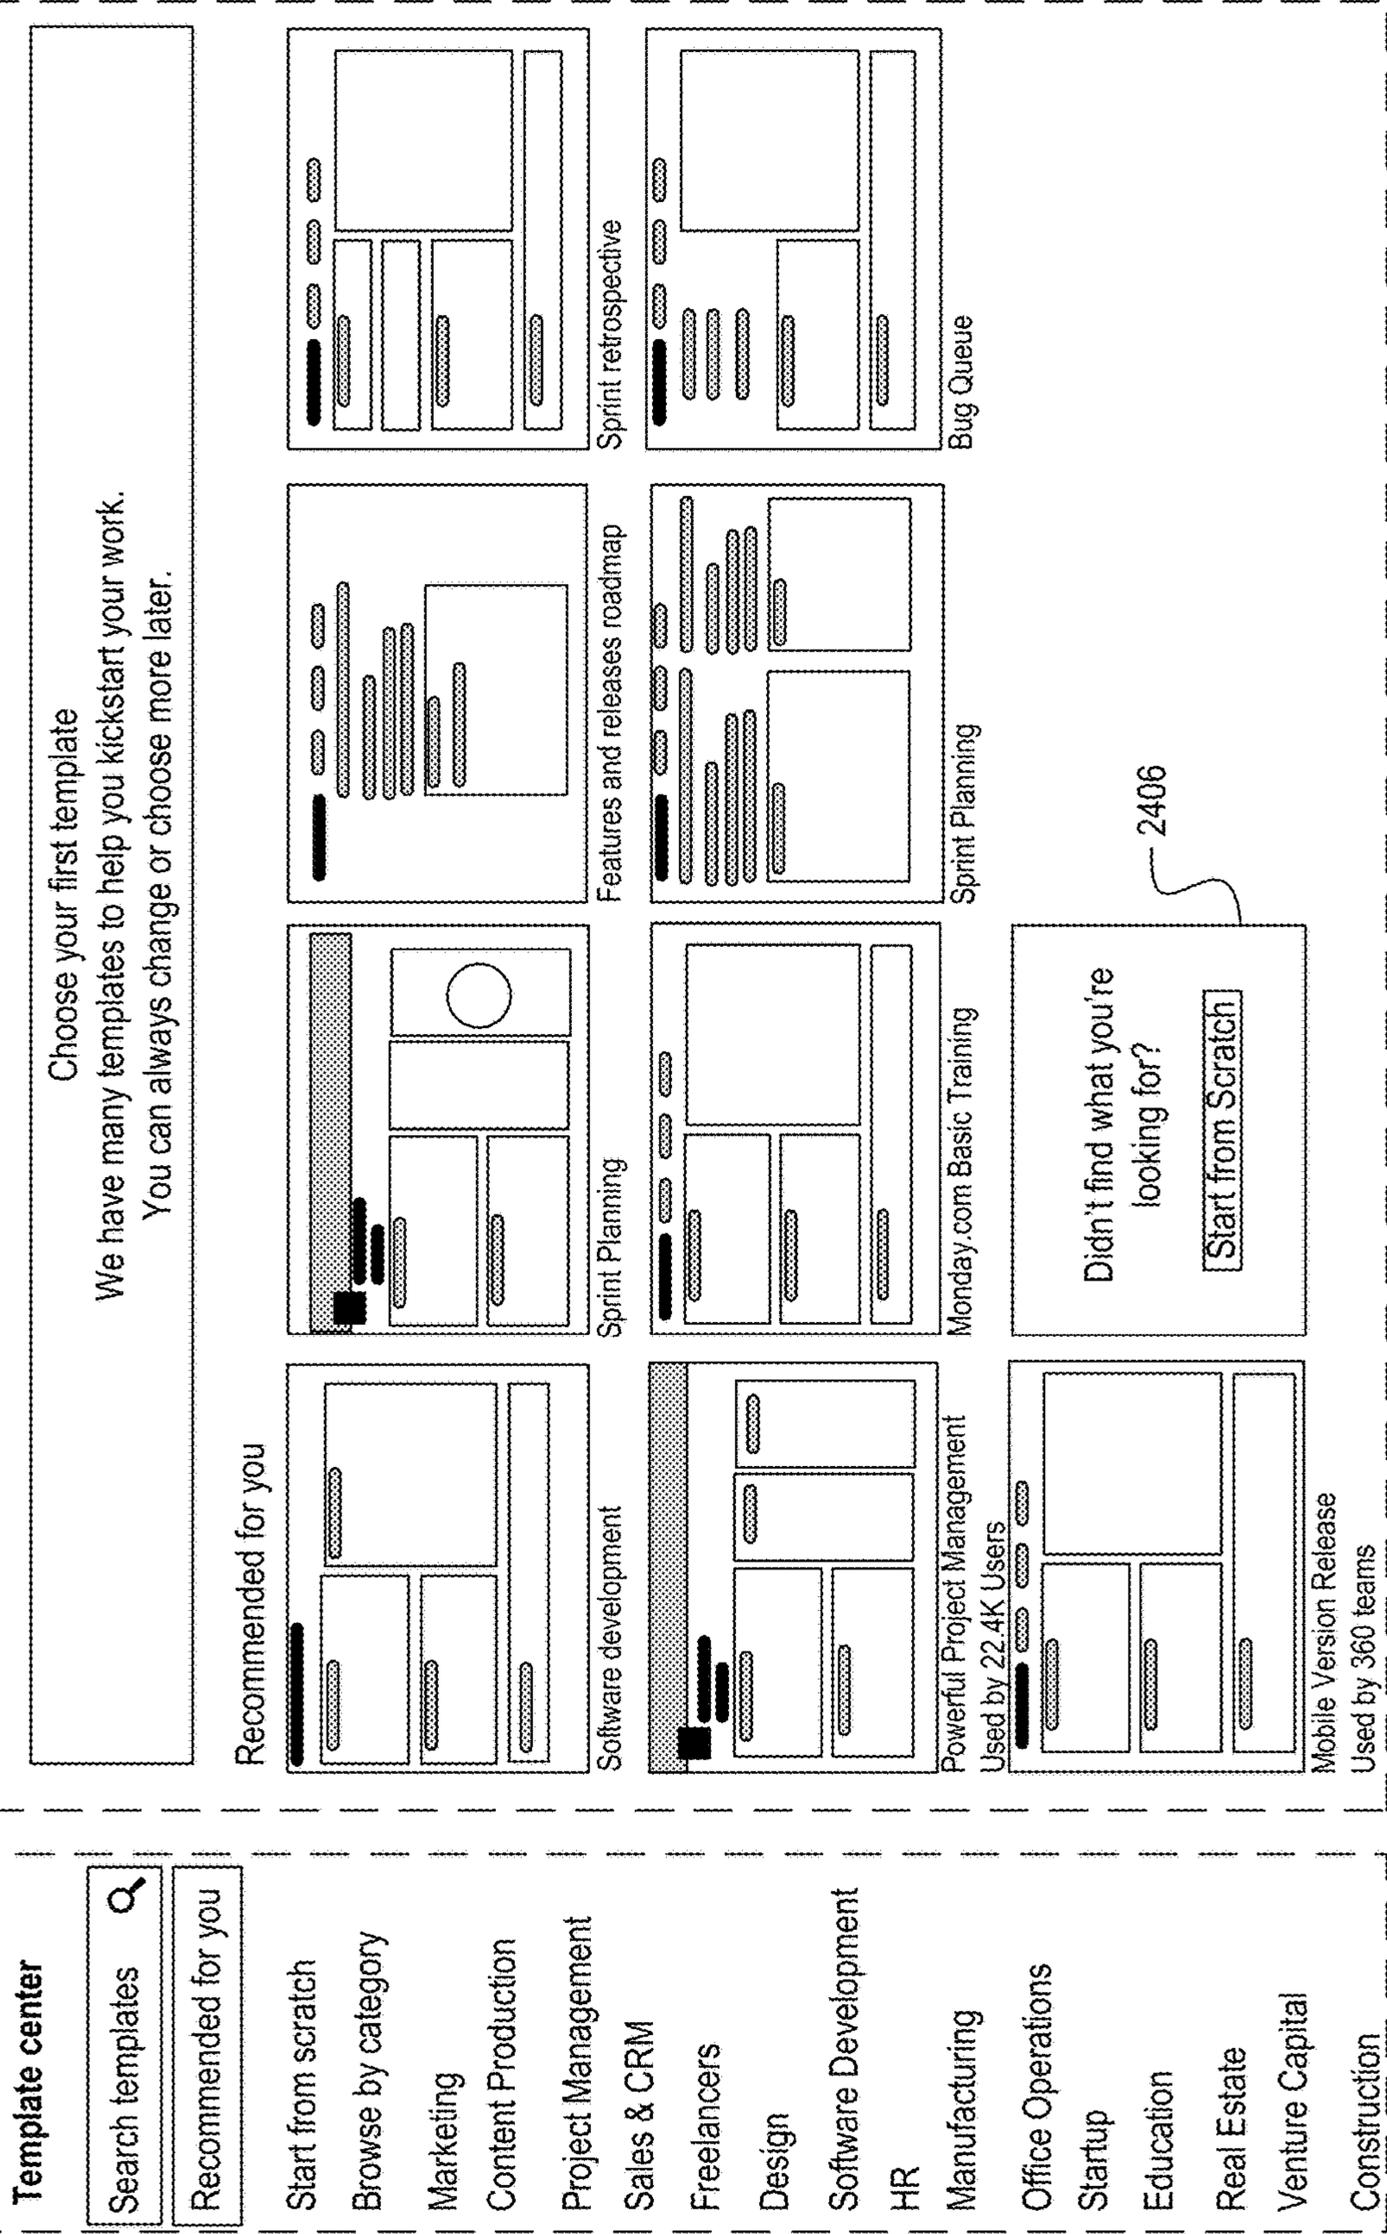 Template center
Search templates
Recommended for you
Start from scratch
Browse by category
Marketing
Content Production
Project Management
Sales & CRM
Freelancers
Design
Software Development
HR
Manufacturing
Office Operations
Startup
Education
Real Estate
Venture Capital
Construction
Choose your first template
We have many templates to help you kickstart your work.
You can always change or choose more later.
Recommended for you
Software development
Sprint Planning
Features and releases roadmap
Sprint retrospective
Powerful Project Management
Used by 22.4K Users
Monday.com Basic Training
Sprint Planning
Bug Queue
Mobile Version Release
Used by 360 teams
Didn't find what you're
looking for?
Start from Scratch
2406